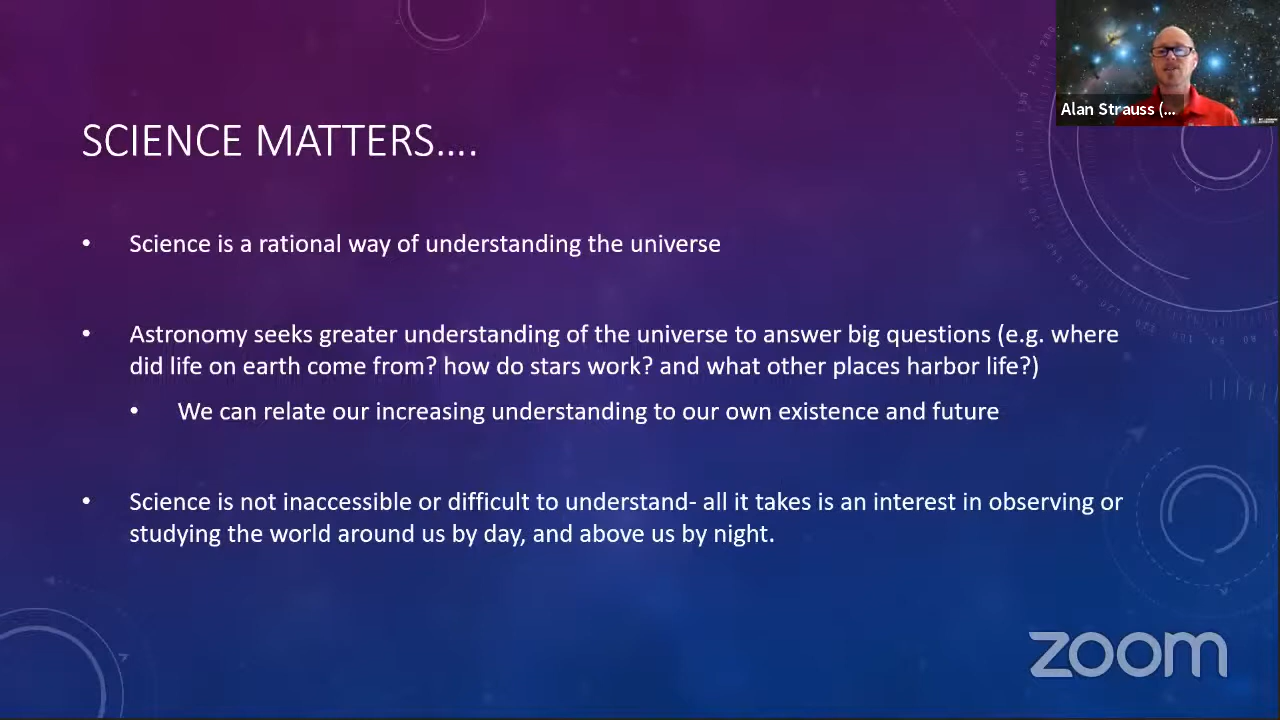 SCIENCE MATTERS....
Alan Strauss (...
• Science is a rational way of understanding the universe
• Astronomy seeks greater understanding of the universe to answer big questions (e.g. where
did life on earth come from? how do stars work? and what other places harbor life?)
• We can relate our increasing understanding to our own existence and future
• Science is not inaccessible or difficult to understand- all it takes is an interest in observing or
studying the world around us by day, and above us by night.
zoom